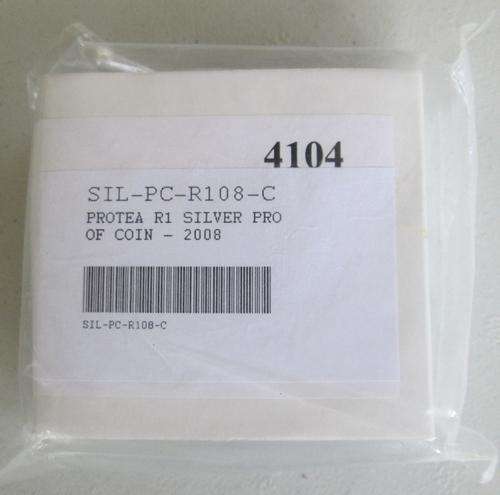 4104
SIL-PC-R108-C
PROTEA R1 SILVER PRO
OF COIN - 2008
SIL-PC-R108-C